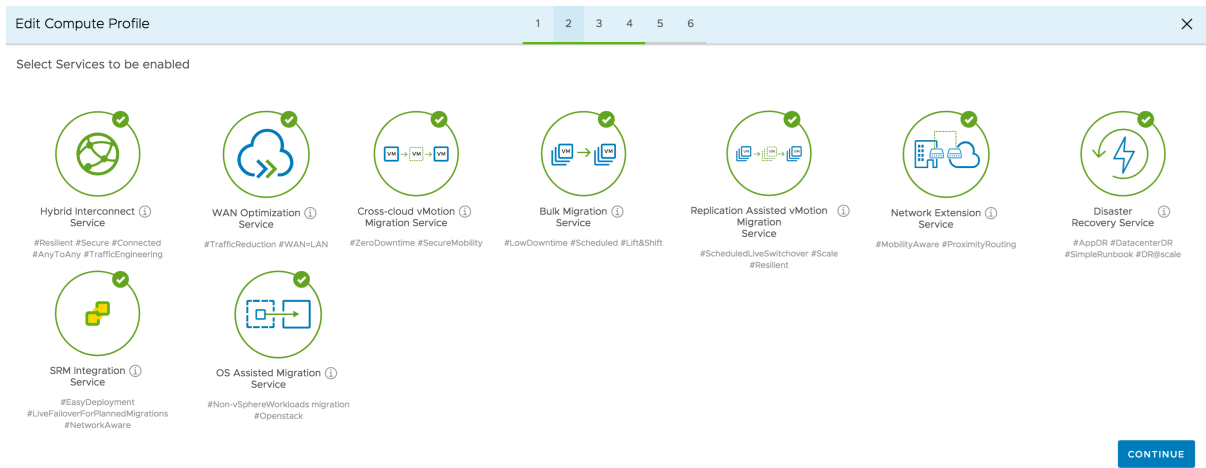 Edit Compute Profile
1 2 3 4 5 6
Select Services to be enabled
VM VM VM
VM VM
VM VM VM
Hybrid Interconnect
Service
#Resilient #Secure #Connected
#AnyToAny #TrafficEngineering
WAN Optimization
Service
#TrafficReduction #WAN=LAN
Cross-cloud vMotion
Migration Service
#ZeroDowntime #SecureMobility
Bulk Migration
Service
#LowDowntime #Scheduled #Lift&Shift
Replication Assisted vMotion
Migration
Service
#ScheduledLiveSwitchover #Scale
#Resilient
Network Extension
Service
#MobilityAware #ProximityRouting
Disaster
Recovery Service
#AppDR #DatacenterDR
#SimpleRunbook #DR@scale
SRM Integration
Service
#EasyDeployment
#LiveFailoverForPlannedMigrations
#NetworkAware
OS Assisted Migration
Service
#Non-vSphereWorkloads migration
#Openstack
CONTINUE